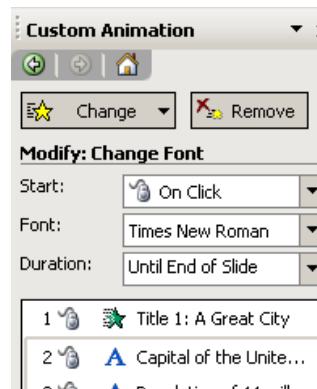 Custom Animation
Change Remove
Modify: Change Font
Start: On Click
Font: Times New Roman
Duration: Until End of Slide
1 Title 1: A Great City
2 A Capital of the Unite...